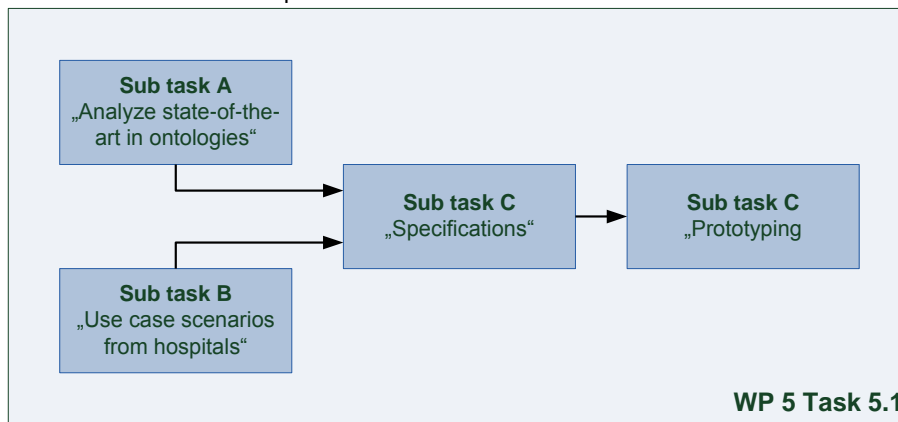 Sub task A
„Analyze state-of-the-
art in ontologies“
Sub task C
„Specifications“
Sub task C
„Prototyping
Sub task B
„Use case scenarios
from hospitals“
WP 5 Task 5.1